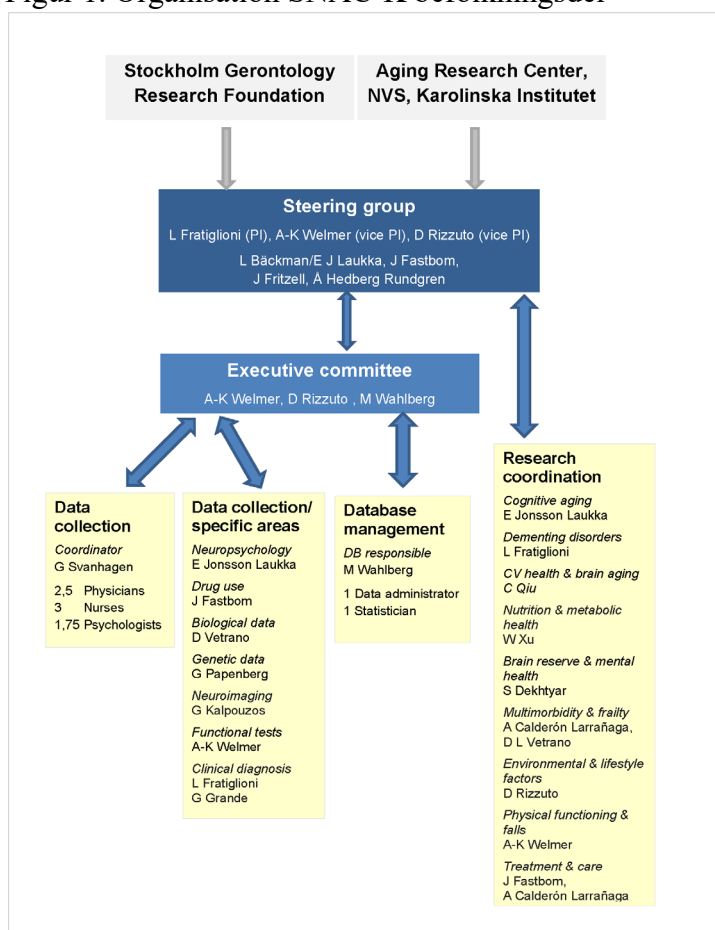 Figur 1. Organisation SNAC-K befolkningsdel
Stockholm Gerontology
Research Foundation
Aging Research Center,
NVS, Karolinska Institutet
Steering group
L Fratiglioni (PI), A-K Welmer (vice PI), D Rizzuto (vice PI)
L Bäckman/E J Laukka, J Fastbom,
J Fritzell, Å Hedberg Rundgren
Executive committee
A-K Welmer, D Rizzuto , M Wahlberg
Data
collection
Coordinator
G Svanhagen
2,5 Physicians
3 Nurses
1,75 Psychologists
Data collection/
specific areas
Neuropsychology
E Jonsson Laukka
Drug use
J Fastbom
Biological data
D Vetrano
Genetic data
G Papenberg
Neuroimaging
G Kalpouzos
Functional tests
A-K Welmer
Clinical diagnosis
L Fratiglioni
G Grande
Database
management
DB responsible
M Wahlberg
1 Data administrator
1 Statistician
Research
coordination
Cognitive aging
E Jonsson Laukka
Dementing disorders
L Fratiglioni
CV health & brain aging
C Qiu
Nutrition & metabolic
health
W Xu
Brain reserve & mental
health
S Dekhtyar
Multimorbidity & frailty
A Calderón Larrañaga,
D L Vetrano
Environmental & lifestyle
factors
D Rizzuto
Physical functioning &
falls
A-K Welmer
Treatment & care
J Fastbom,
A Calderón Larrañaga